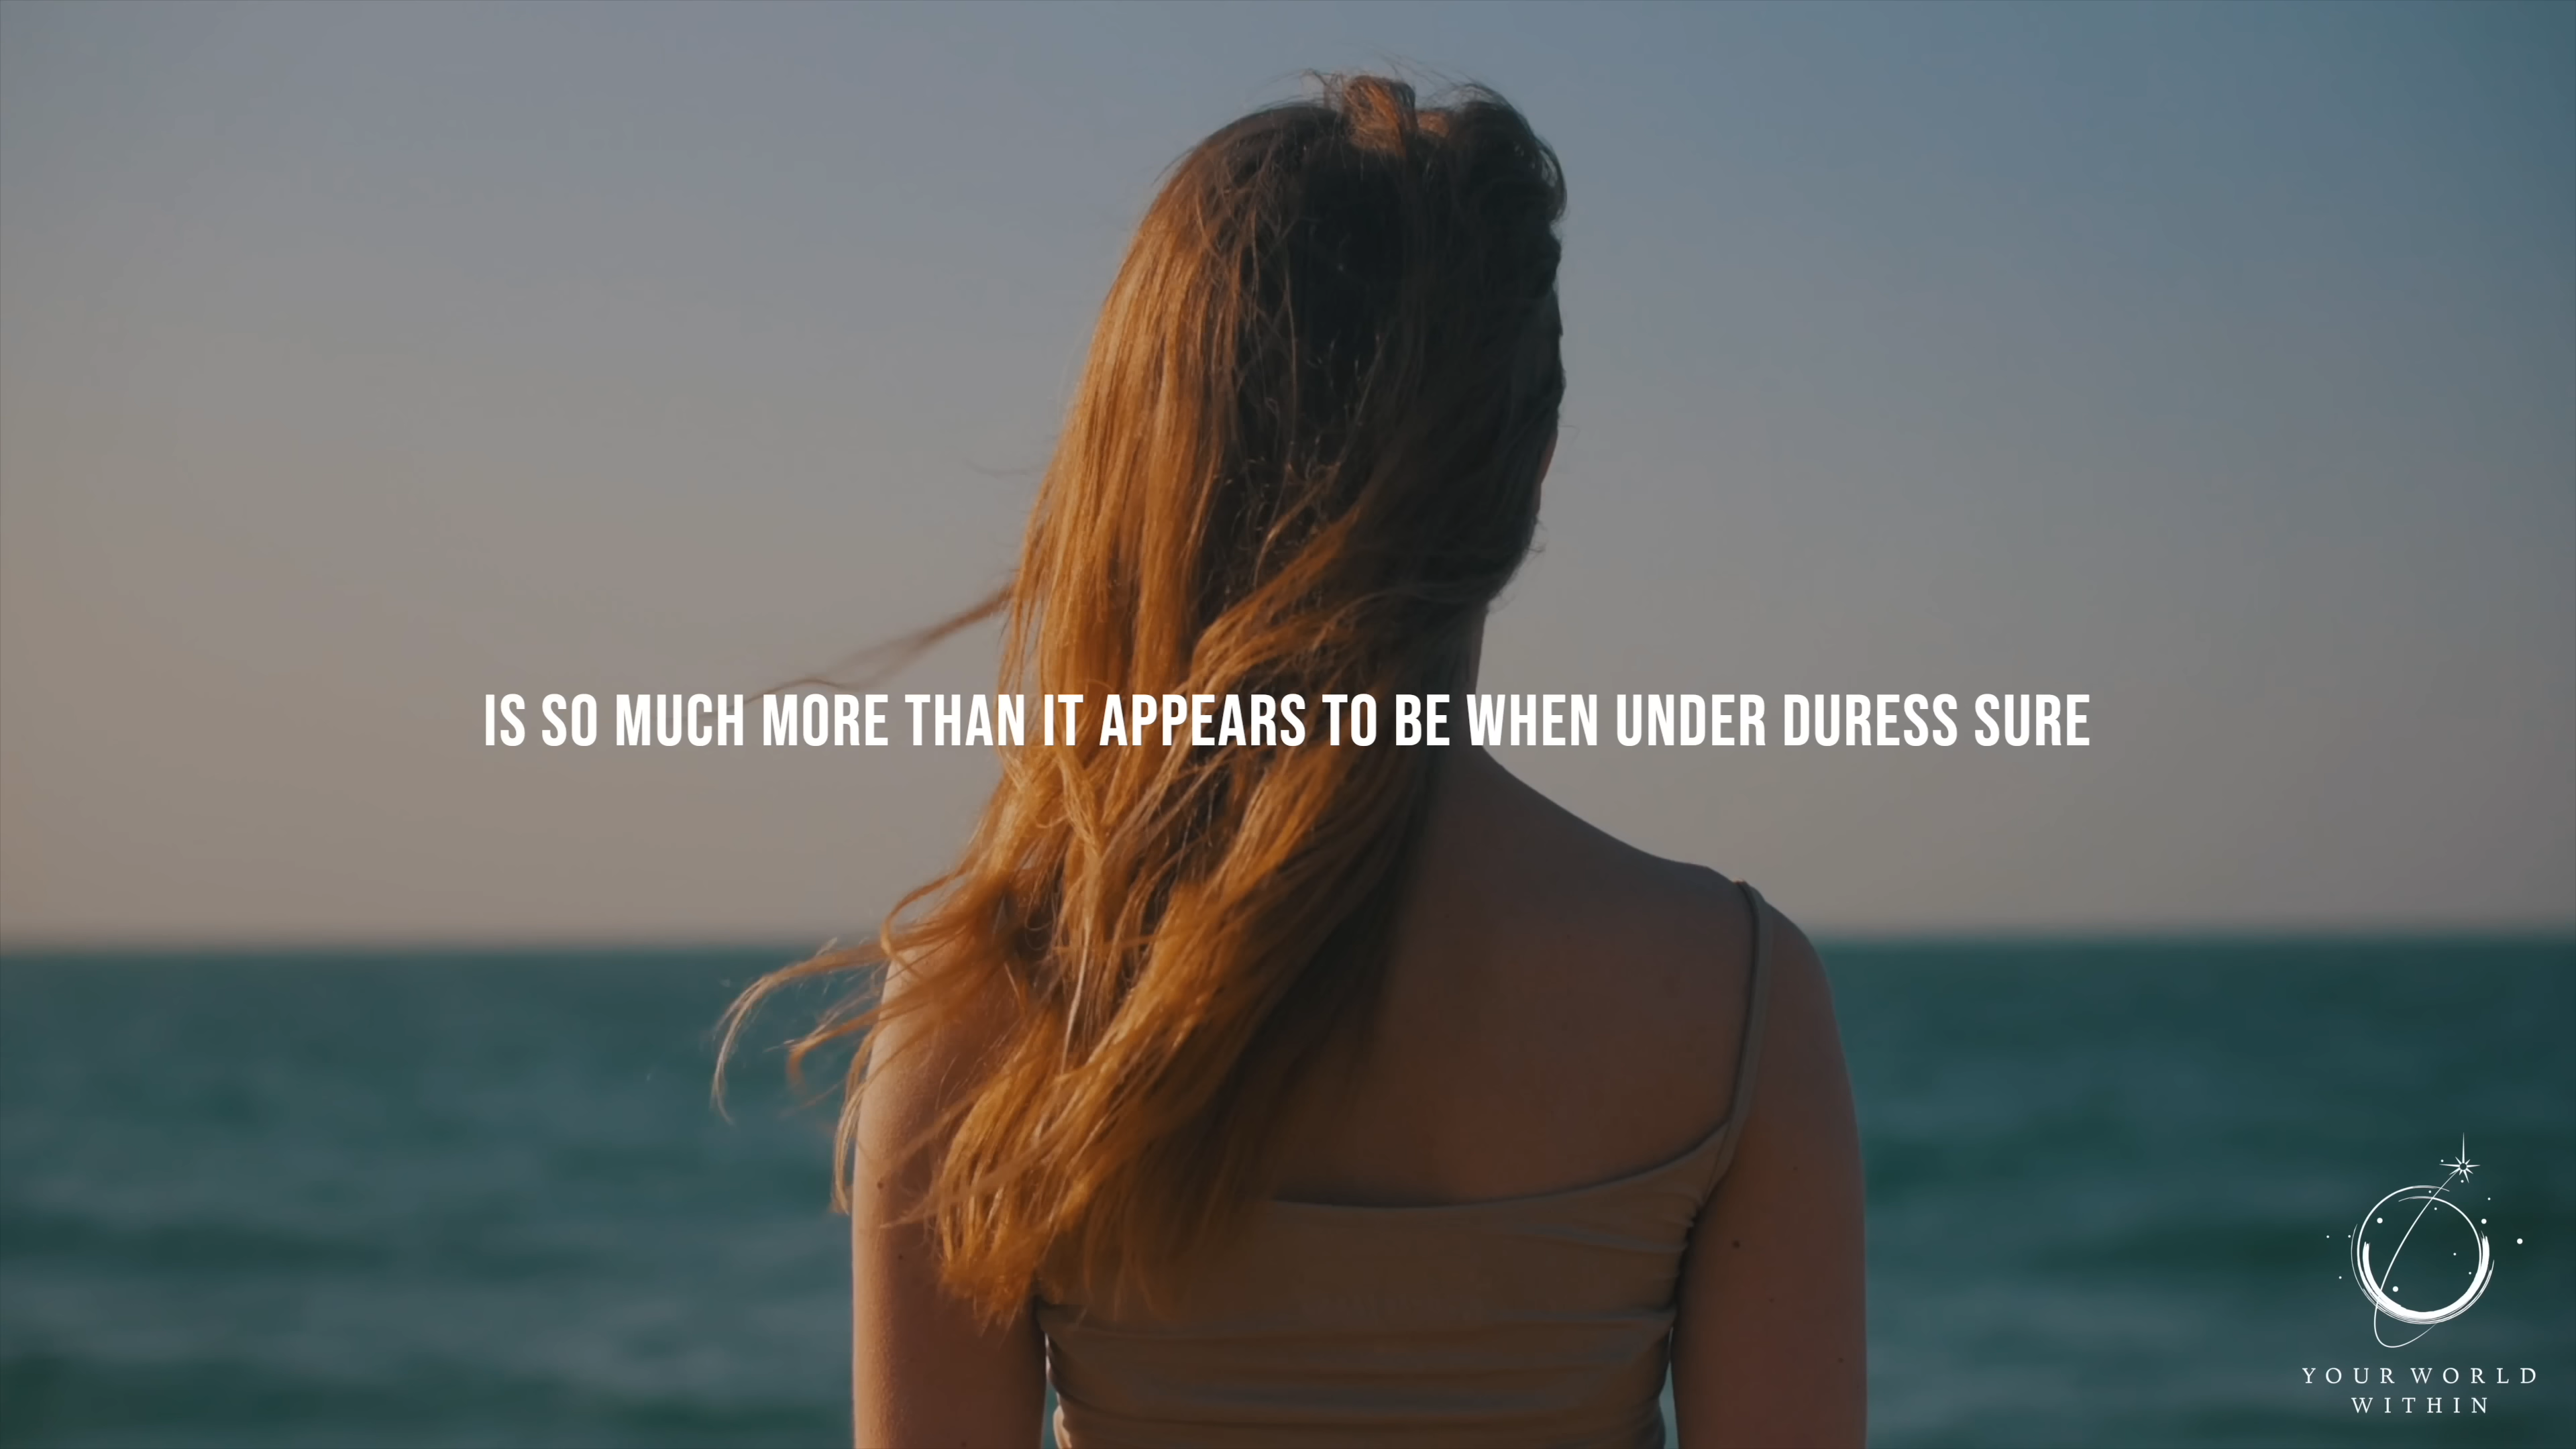 IS SO MUCH MORE THAN IT APPEARS TO BE WHEN UNDER DURESS SURE
YOUR WORLD
WITHIN